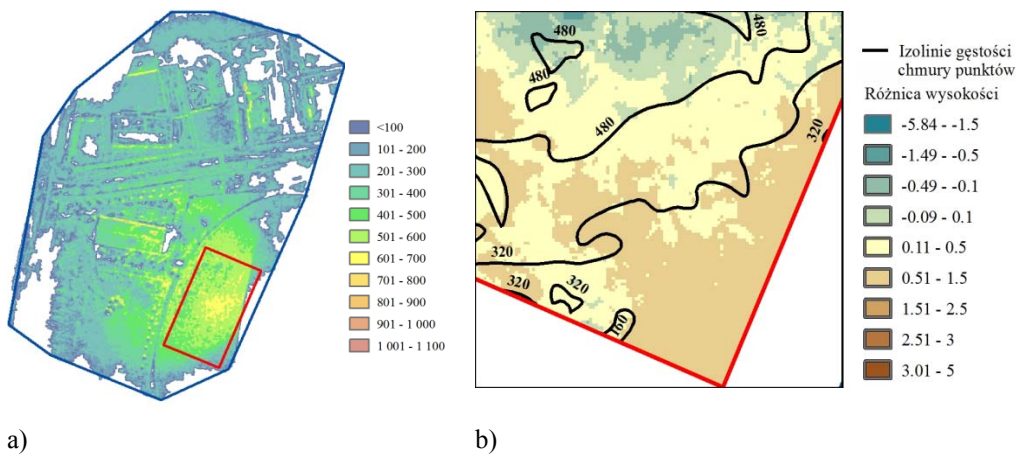 <100
101 - 200
201 - 300
301 - 400
401 - 500
501 - 600
601 - 700
701 - 800
801 - 900
901 - 1 000
1 001 - 1 100
a)
480
480
480
480
320
320
320
320
160
b)
Izolinie gęstości
chmury punktów
Różnica wysokości
-5.84 - -1.5
-1.49 - -0.5
-0.49 - -0.1
-0.09 - 0.1
0.11 - 0.5
0.51 - 1.5
1.51 - 2.5
2.51 - 3
3.01 - 5